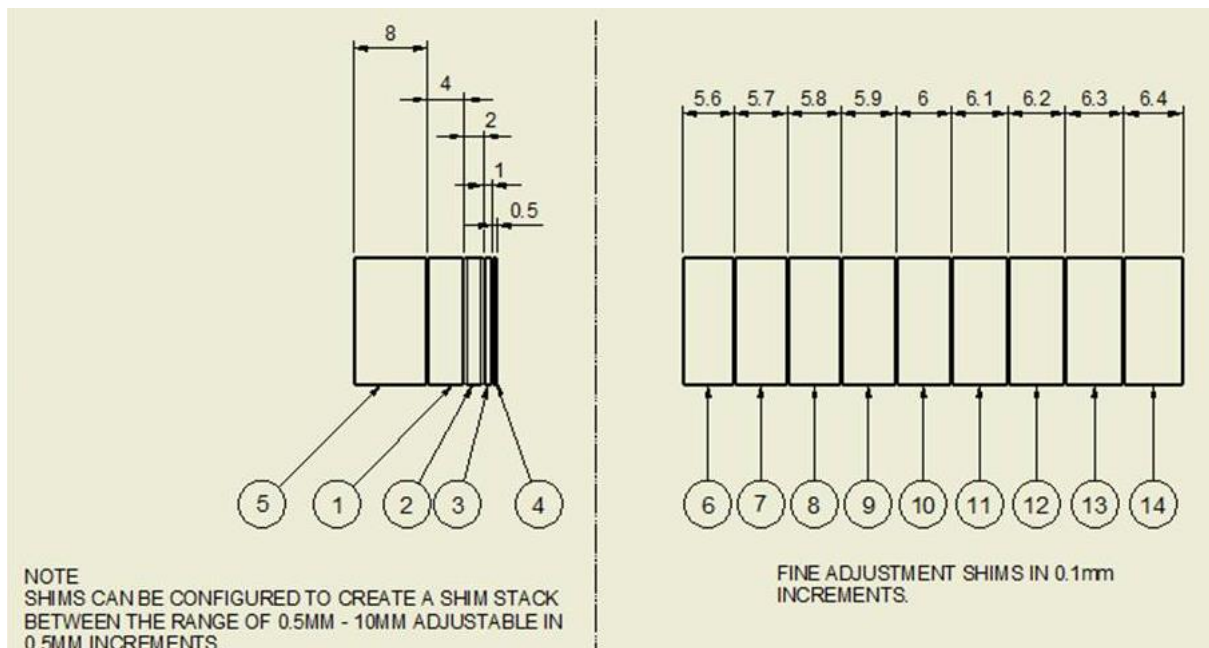 8
4
2
1
0.5
5.6 5.7 5.8 5.9 6 6.1 6.2 6.3 6.4
5 1 2 3 4
6 7 8 9 10 11 12 13 14
NOTE
SHIMS CAN BE CONFIGURED TO CREATE A SHIM STACK
BETWEEN THE RANGE OF 0.5MM - 10MM ADJUSTABLE IN
0.5MM INCREMENTS
FINE ADJUSTMENT SHIMS IN 0.1mm
INCREMENTS.